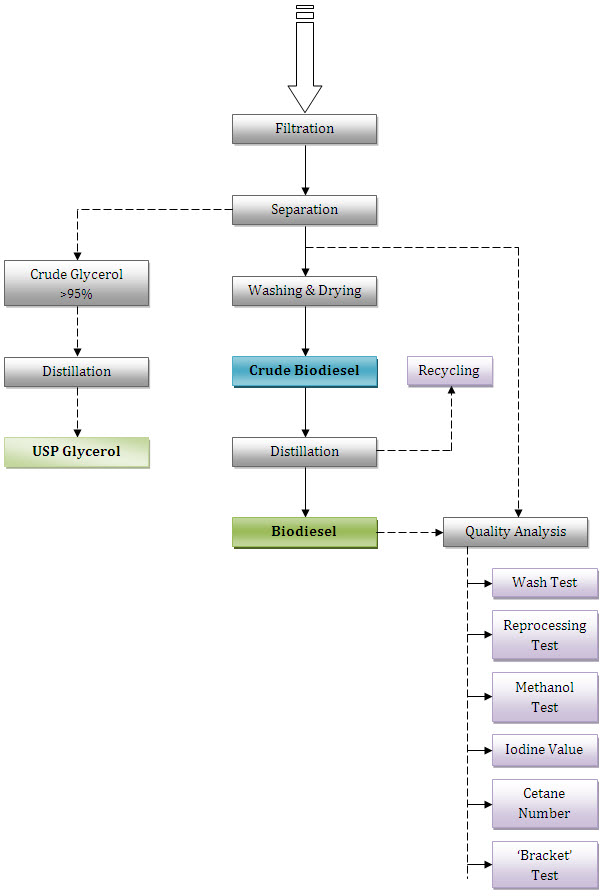 Filtration
Separation
Crude Glycerol
>95%
Washing & Drying
Distillation
Crude Biodiesel
Recycling
USP Glycerol
Distillation
Biodiesel
Quality Analysis
Wash Test
Reprocessing
Test
Methanol
Test
Iodine Value
Cetane
Number
‘Bracket’
Test